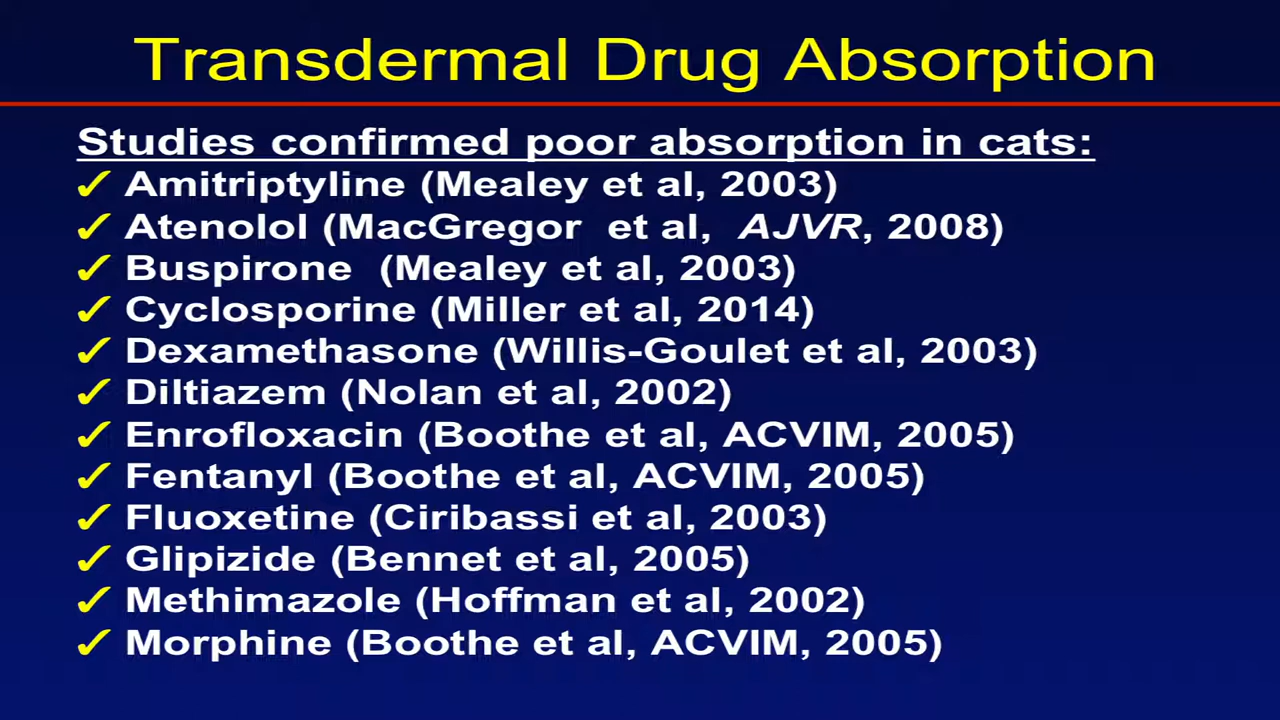 Transdermal Drug Absorption
Studies confirmed poor absorption in cats:
✓ Amitriptyline (Mealey et al, 2003)
✓ Atenolol (MacGregor et al, AJVR, 2008)
✓ Buspirone (Mealey et al, 2003)
✓ Cyclosporine (Miller et al, 2014)
✓ Dexamethasone (Willis-Goulet et al, 2003)
✓ Diltiazem (Nolan et al, 2002)
✓ Enrofloxacin (Boothe et al, ACVIM, 2005)
✓ Fentanyl (Boothe et al, ACVIM, 2005)
✓ Fluoxetine (Ciribassi et al, 2003)
✓ Glipizide (Bennet et al, 2005)
✓ Methimazole (Hoffman et al, 2002)
✓ Morphine (Boothe et al, ACVIM, 2005)